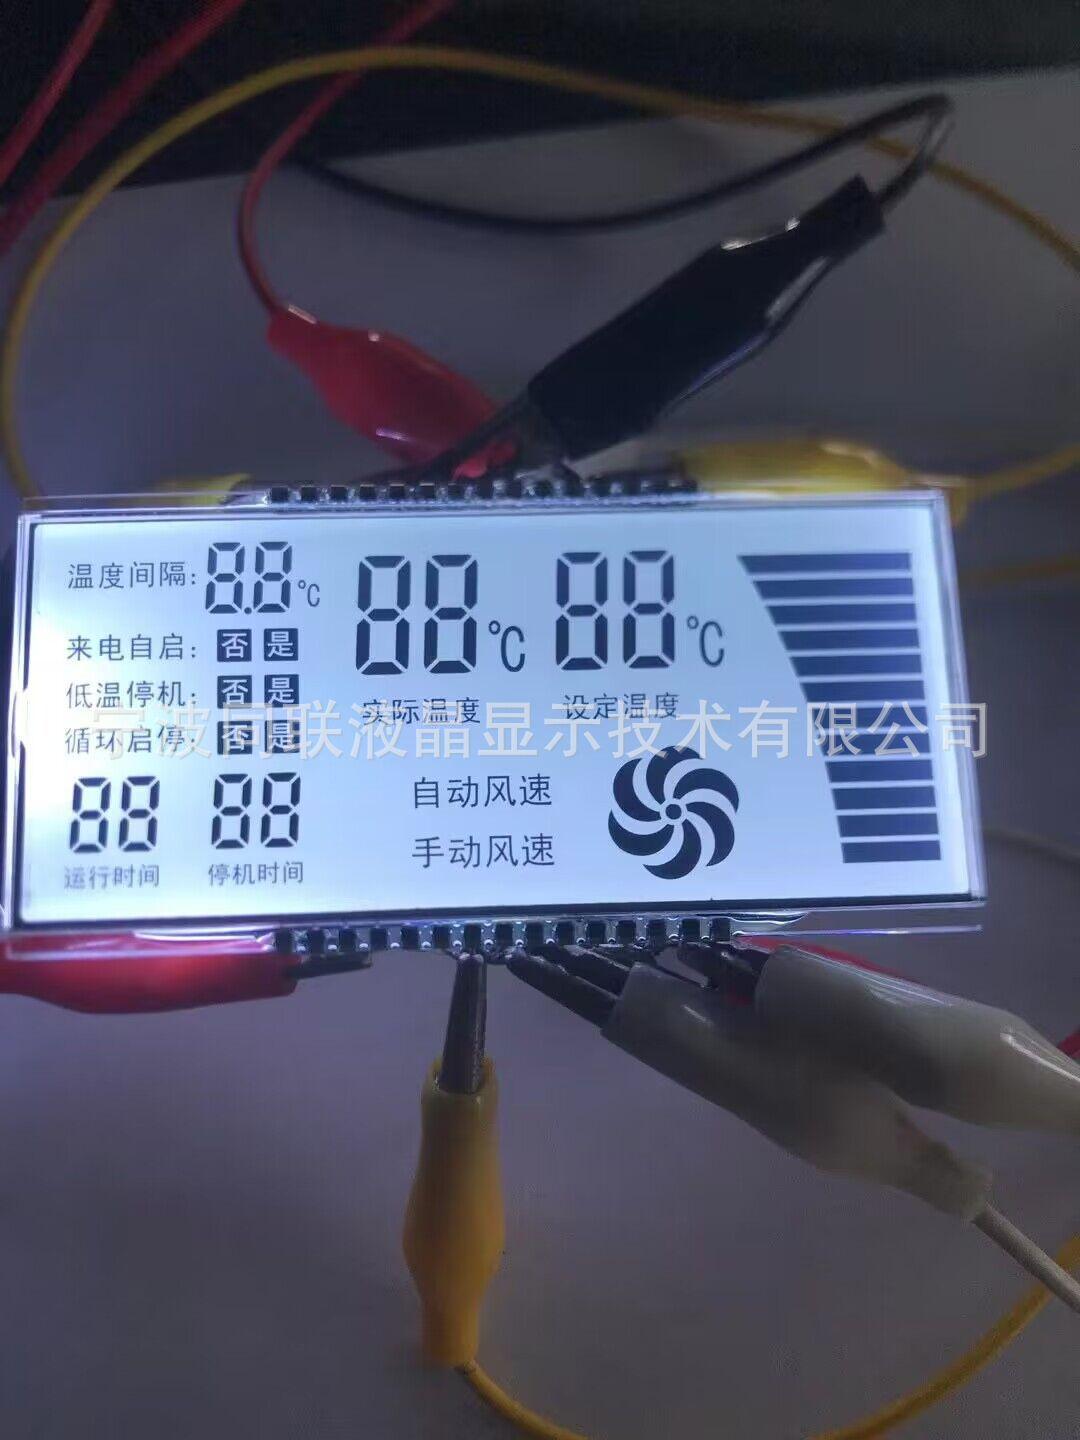 温度间隔: 8.8℃
88℃ 88℃
来电自启: 否 是
低温停机: 否 是
实际温度 设定温度
循环启停: 否 是
宁波同联液晶显示技术有限公司
88 88
自动风速
手动风速
运行时间 停机时间